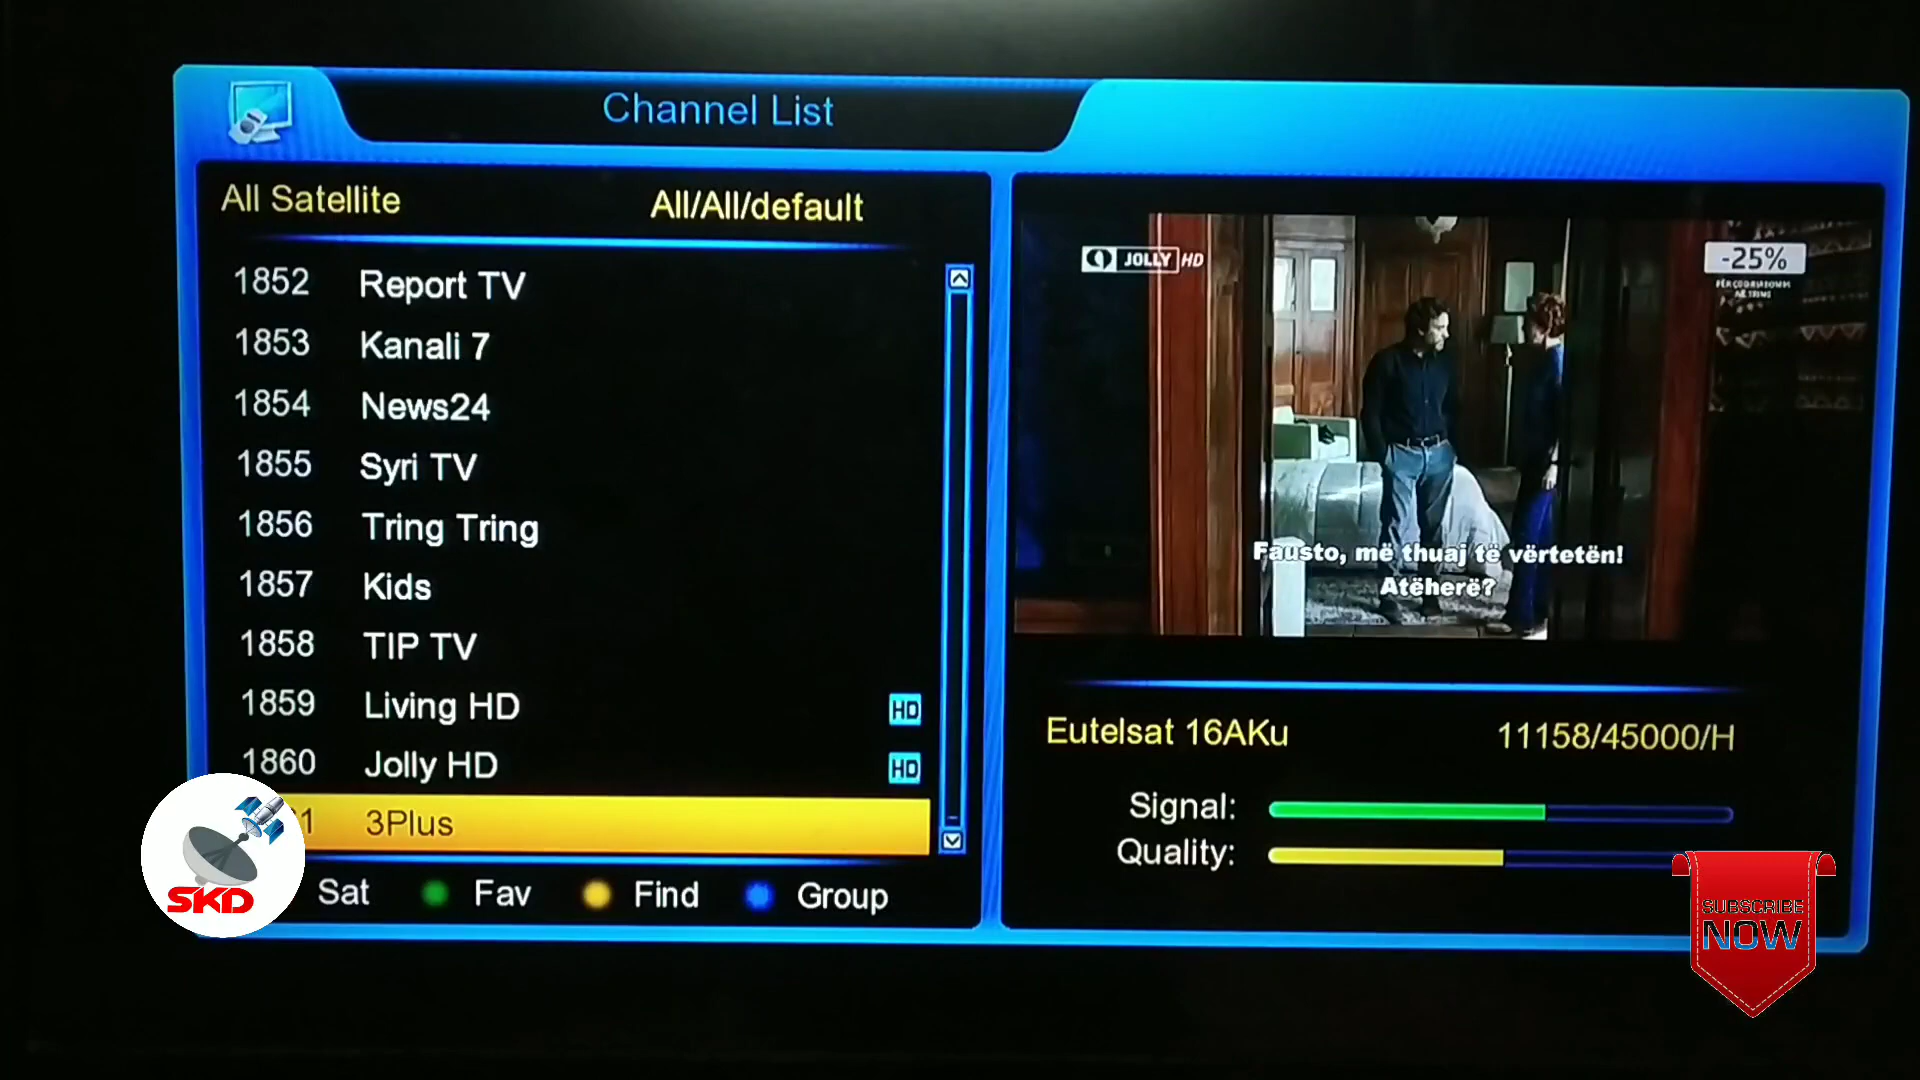 Channel List
All Satellite All/All/default
1852 Report TV
1853 Kanali 7
1854 News24
1855 Syri TV
1856 Tring Tring
1857 Kids
1858 TIP TV
1859 Living HD HD
1860 Jolly HD HD
1 3Plus
Sat Fav Find Group
JOLLY HD
-25%
Fausto, më thuaj të vërtetën!
Atëherë?
Eutelsat 16AKu 11158/45000/H
Signal:
Quality:
SKD
SUBSCRIBE
NOW